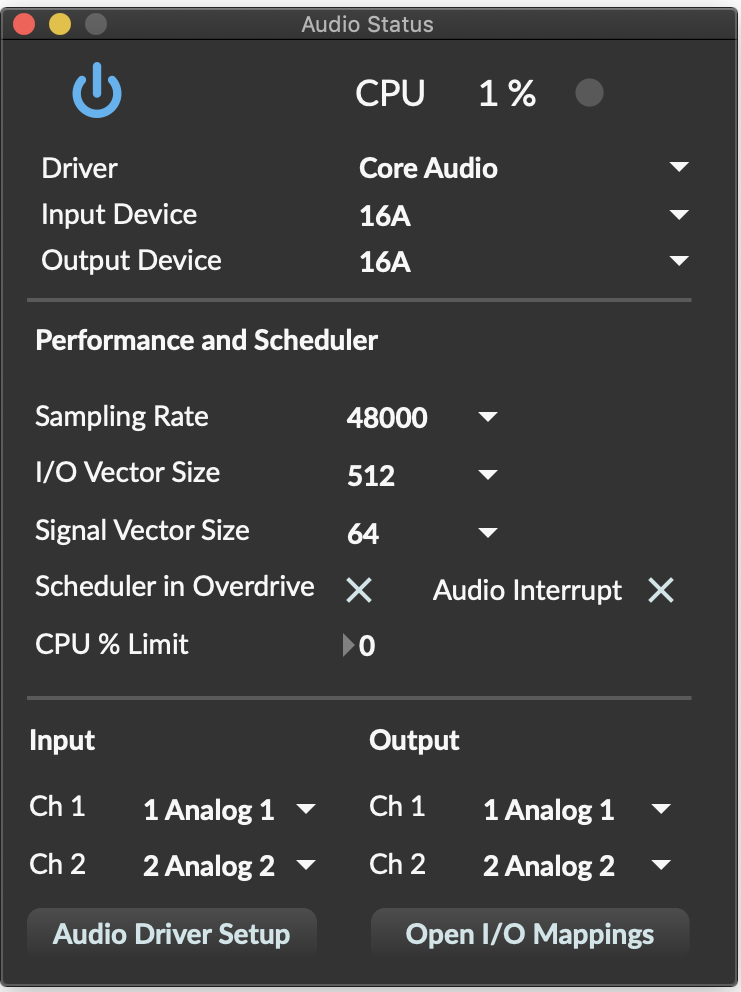 Audio Status
CPU 1 %
Driver Core Audio
Input Device 16A
Output Device 16A
Performance and Scheduler
Sampling Rate 48000
I/O Vector Size 512
Signal Vector Size 64
Scheduler in Overdrive Audio Interrupt
CPU % Limit 0
Input Output
Ch 1 1 Analog 1 Ch 1 1 Analog 1
Ch 2 2 Analog 2 Ch 2 2 Analog 2
Audio Driver Setup Open I/O Mappings